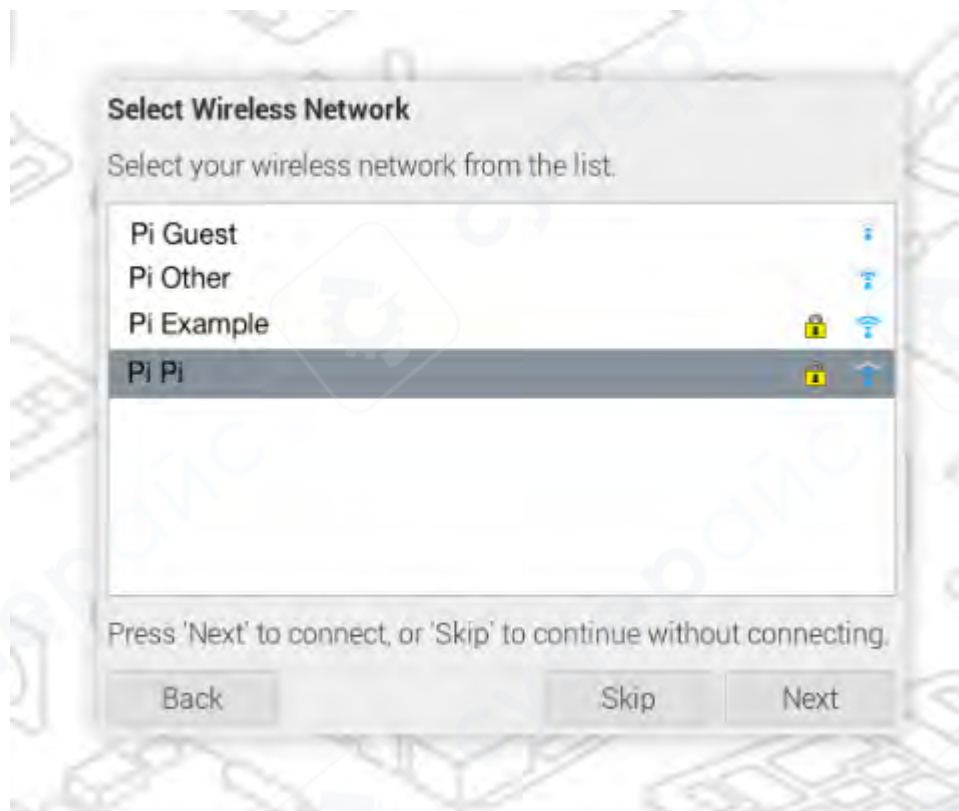 Select Wireless Network
Select your wireless network from the list.
Pi Guest
Pi Other
Pi Example
Pi Pi
Press 'Next' to connect, or 'Skip' to continue without connecting.
Back
Skip
Next